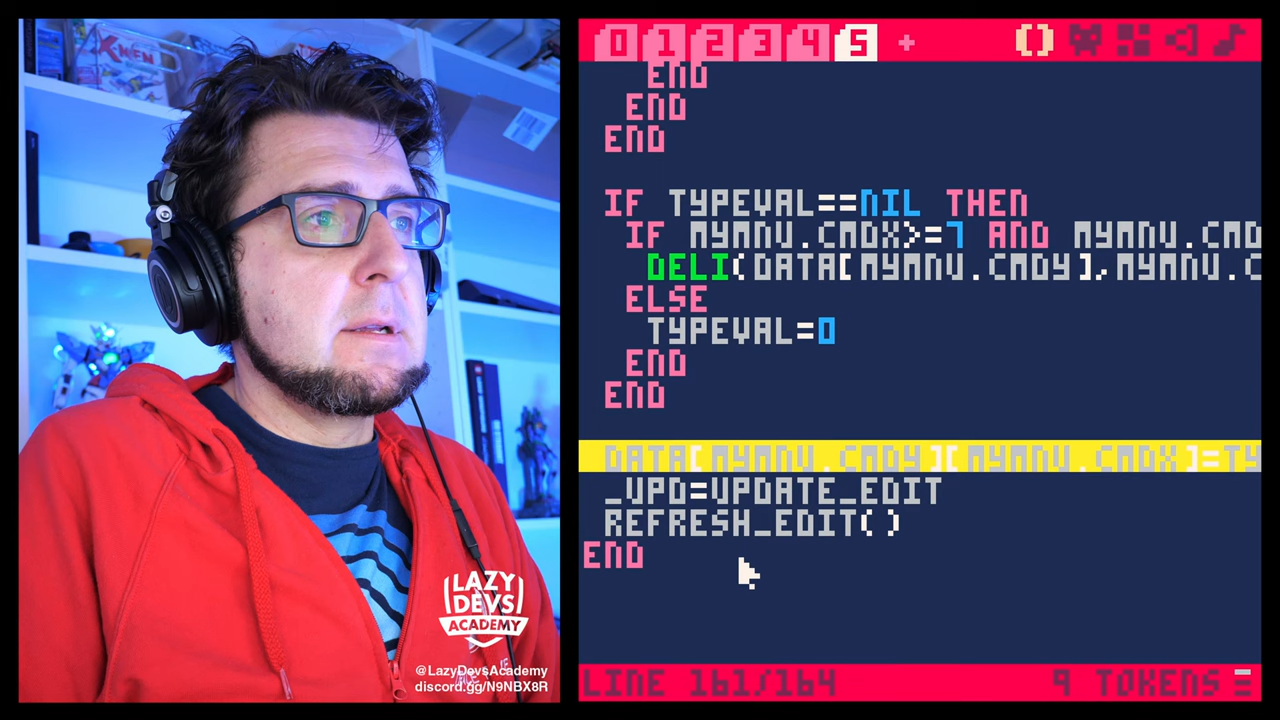 0 1 2 3 4 5 +
END
END
END
IF TYPEVAL==NIL THEN
IF MYMNU.CMDX>=7 AND MYMNU.CMD
DELI(DATA[MYMNU.CMDY],MYMNU.C
ELSE
TYPEVAL=0
END
END
DATA[MYMNU.CMDY][MYMNU.CMDX]=TY
_UPD=UPDATE_EDIT
REFRESH_EDIT()
END
LINE 161/164
9 TOKENS
LAZY
DEVS
ACADEMY
@LazyDevsAcademy
discord.gg/N9NBX8R